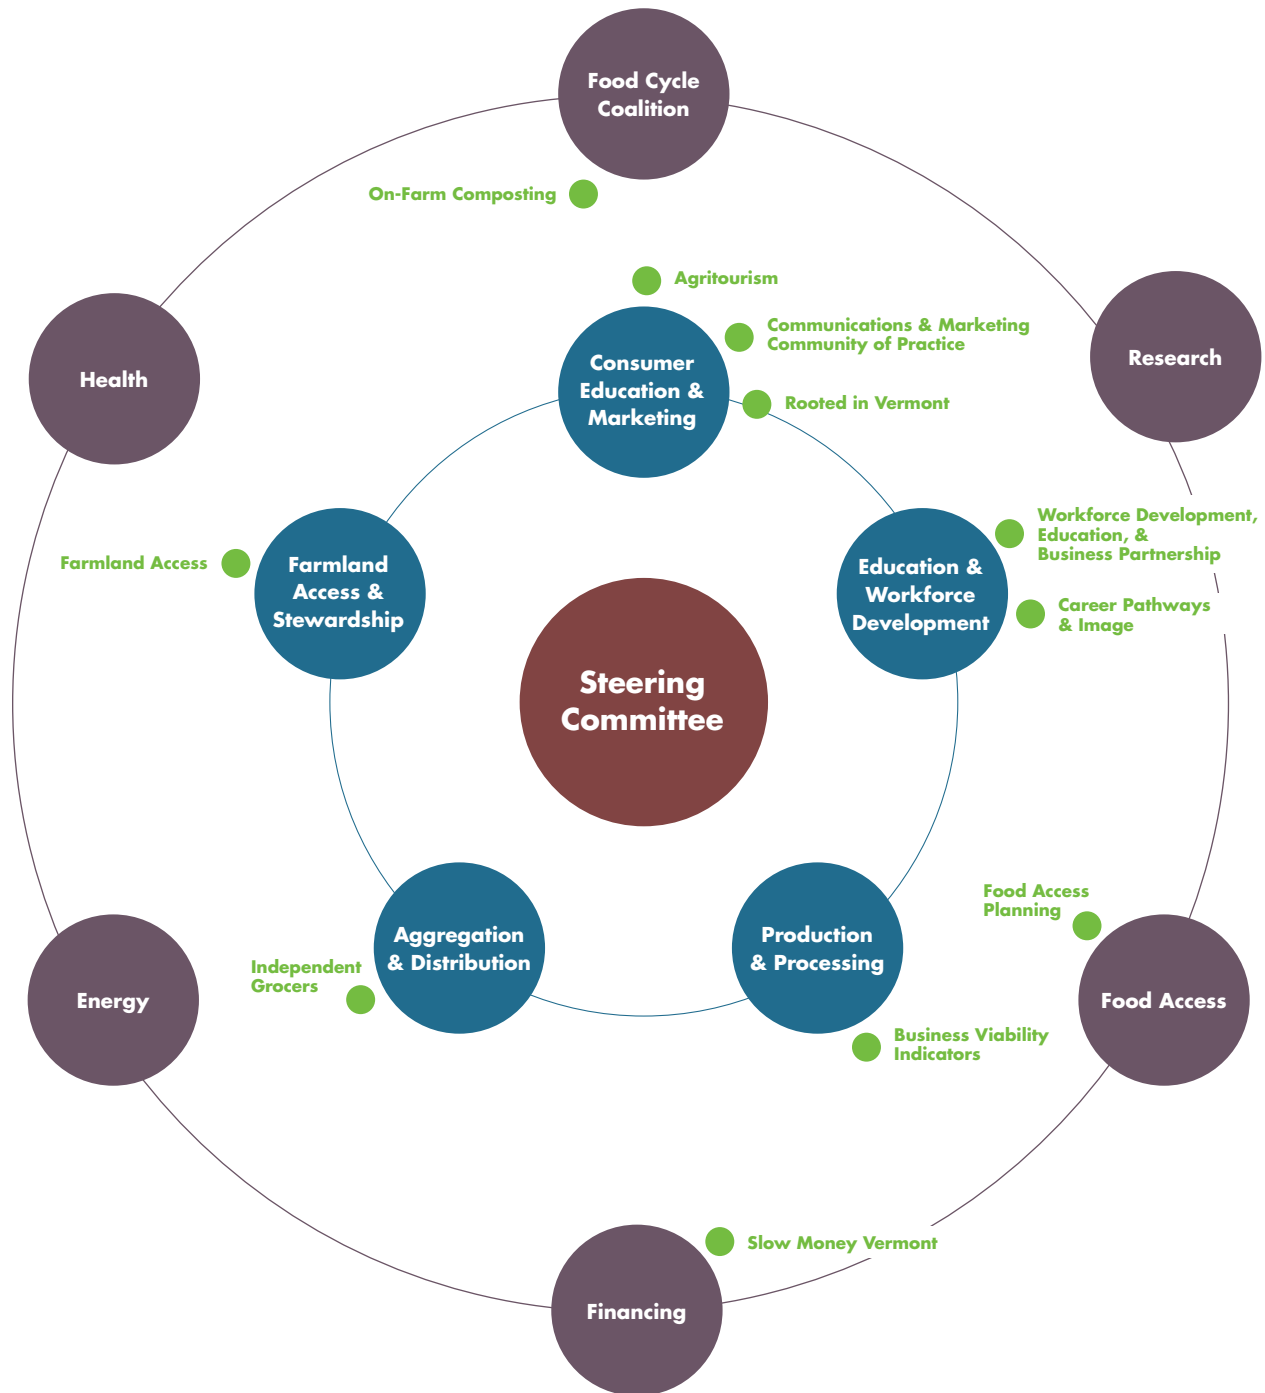 Food Cycle
Coalition
On-Farm Composting
Agritourism
Communications & Marketing
Community of Practice
Consumer
Education &
Marketing
Rooted in Vermont
Health
Research
Workforce Development,
Education, &
Business Partnership
Farmland Access
Farmland
Access &
Stewardship
Education &
Workforce
Development
Career Pathways
& Image
Steering
Committee
Food Access
Planning
Aggregation
& Distribution
Production
& Processing
Independent
Grocers
Energy
Food Access
Business Viability
Indicators
Slow Money Vermont
Financing